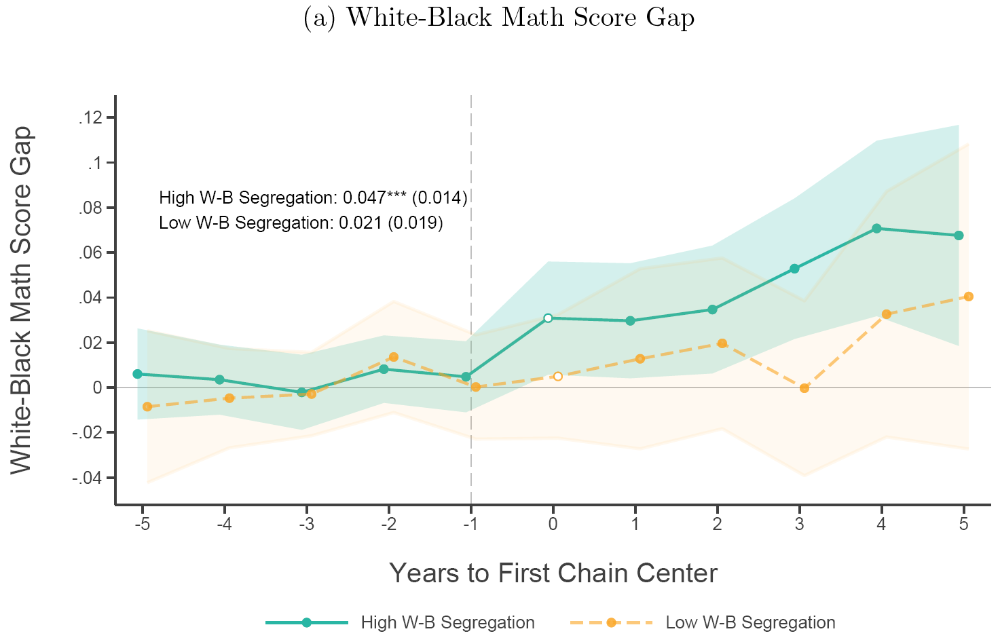 (a) White-Black Math Score Gap
White-Black Math Score Gap
.12
.1
.08
.06
.04
.02
0
-.02
-.04
High W-B Segregation: 0.047*** (0.014)
Low W-B Segregation: 0.021 (0.019)
-5 -4 -3 -2 -1 0 1 2 3 4 5
Years to First Chain Center
High W-B Segregation Low W-B Segregation